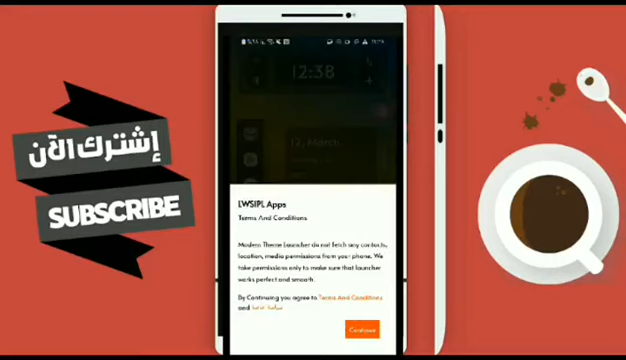 إشترك الآن
SUBSCRIBE
12:38
12, March
LWSIPL Apps
Terms And Conditions
Modern Theme Launcher do not fetch any contacts,
location, media permissions from your phone. We
take permissions only to make sure that launcher
works perfect and smooth.
By Continuing you agree to Terms And Conditions
and
Continue